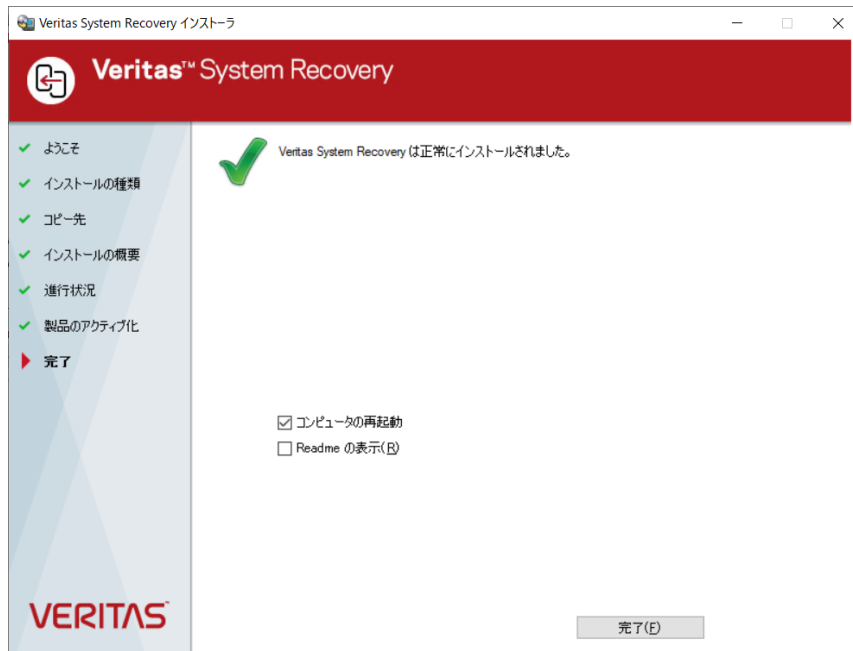 Veritas System Recovery インストーラ
Veritas™ System Recovery
ようこそ
インストールの種類
コピー先
インストールの概要
進行状況
製品のアクティブ化
完了
Veritas System Recovery は正常にインストールされました。
コンピュータの再起動
Readme の表示(R)
VERITAS
完了(F)